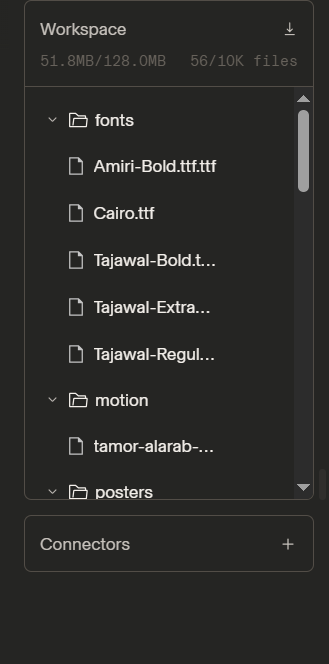 Workspace
51.8MB/128.0MB 56/10K files
fonts
Amiri-Bold.ttf.ttf
Cairo.ttf
Tajawal-Bold.t...
Tajawal-Extra...
Tajawal-Regul...
motion
tamor-alarab-...
posters
Connectors